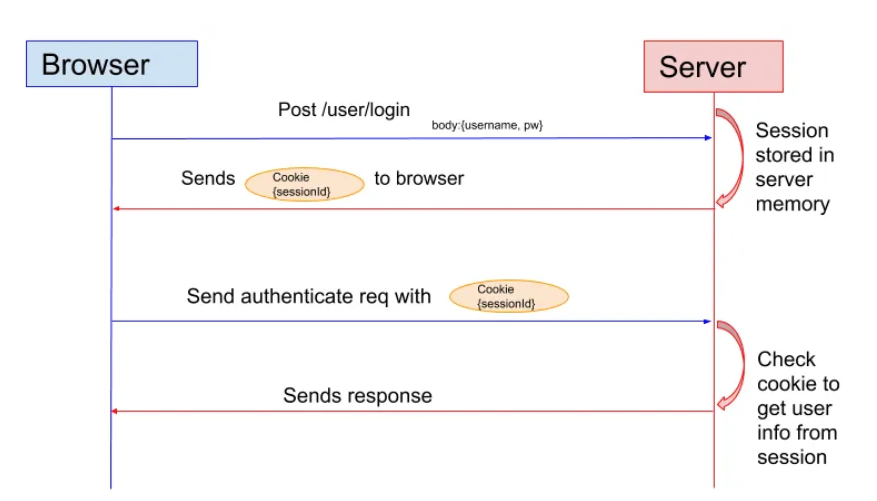 Browser
Server
Post /user/login
body:{username, pw}
Session
stored in
server
memory
Sends
Cookie
{sessionId}
to browser
Send authenticate req with
Cookie
{sessionId}
Check
cookie to
get user
info from
session
Sends response